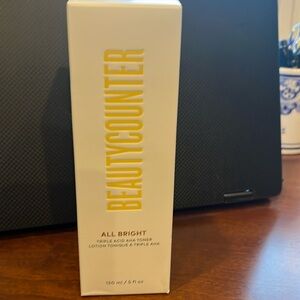 BEAUTYCOUNTER
ALL BRIGHT
TRIPLE ACID AHA TONER
LOTION TONIQUE À TRIPLE AHA
150 ml / 5 fl oz